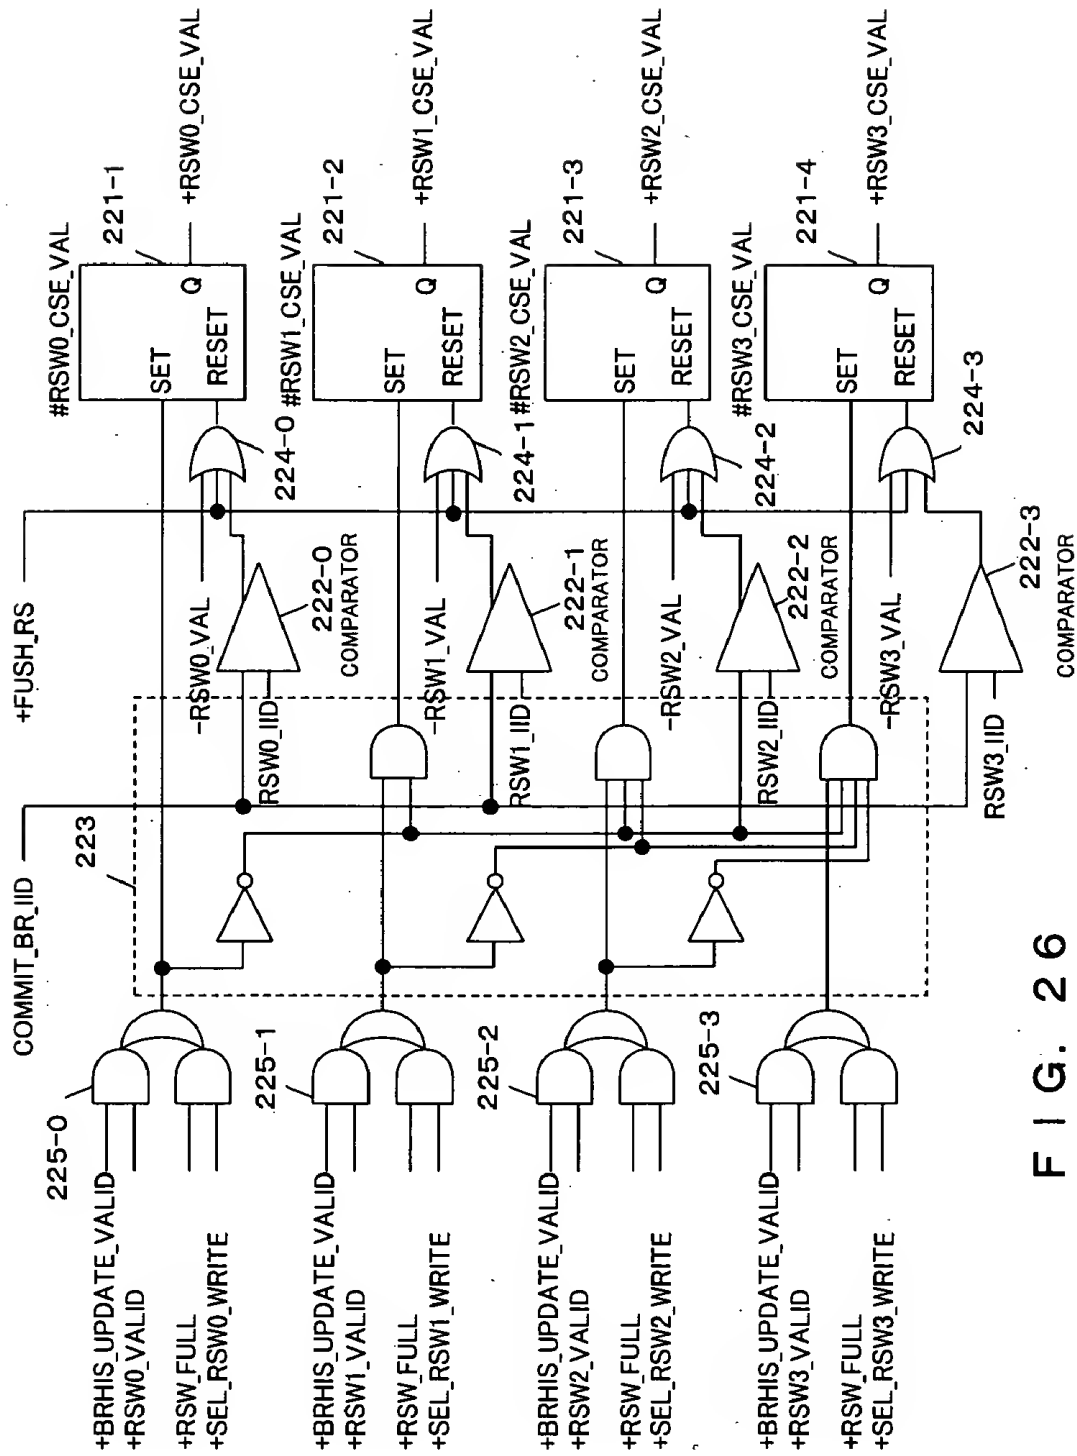 COMMIT_BR_IID
+FUSH_RS
223
225-0
+BRHIS_UPDATE_VALID
+RSW0_VALID
+RSW_FULL
+SEL_RSW0_WRITE
-RSW0_VAL
RSW0_IID
222-0
COMPARATOR
224-0
#RSW0_CSE_VAL
SET
RESET
Q
221-1
+RSW0_CSE_VAL
225-1
+BRHIS_UPDATE_VALID
+RSW1_VALID
+RSW_FULL
+SEL_RSW1_WRITE
-RSW1_VAL
RSW1_IID
222-1
COMPARATOR
224-1
#RSW1_CSE_VAL
SET
RESET
Q
221-2
+RSW1_CSE_VAL
225-2
+BRHIS_UPDATE_VALID
+RSW2_VALID
+RSW_FULL
+SEL_RSW2_WRITE
-RSW2_VAL
RSW2_IID
222-2
COMPARATOR
224-2
#RSW2_CSE_VAL
SET
RESET
Q
221-3
+RSW2_CSE_VAL
225-3
+BRHIS_UPDATE_VALID
+RSW3_VALID
+RSW_FULL
+SEL_RSW3_WRITE
-RSW3_VAL
RSW3_IID
222-3
COMPARATOR
224-3
#RSW3_CSE_VAL
SET
RESET
Q
221-4
+RSW3_CSE_VAL
FIG. 26